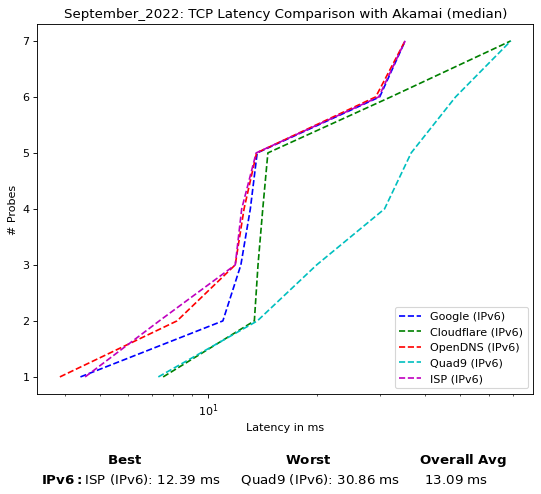 September_2022: TCP Latency Comparison with Akamai (median)
7
6
5
4
3
2
1
# Probes
10^1
Latency in ms
Google (IPv6)
Cloudflare (IPv6)
OpenDNS (IPv6)
Quad9 (IPv6)
ISP (IPv6)
Best Worst Overall Avg
IPv6: ISP (IPv6): 12.39 ms Quad9 (IPv6): 30.86 ms 13.09 ms